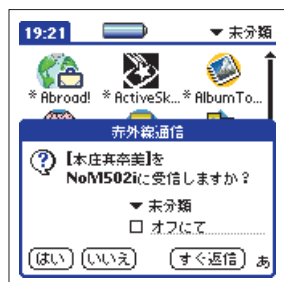 19:21
▼ 未分類
* Abroad! * ActiveSk... * AlbumTo...
赤外線通信
【本庄真奈美】を
NoM502iに受信しますか?
▼ 未分類
□ オフにて
はい いいえ すぐ返信 あ